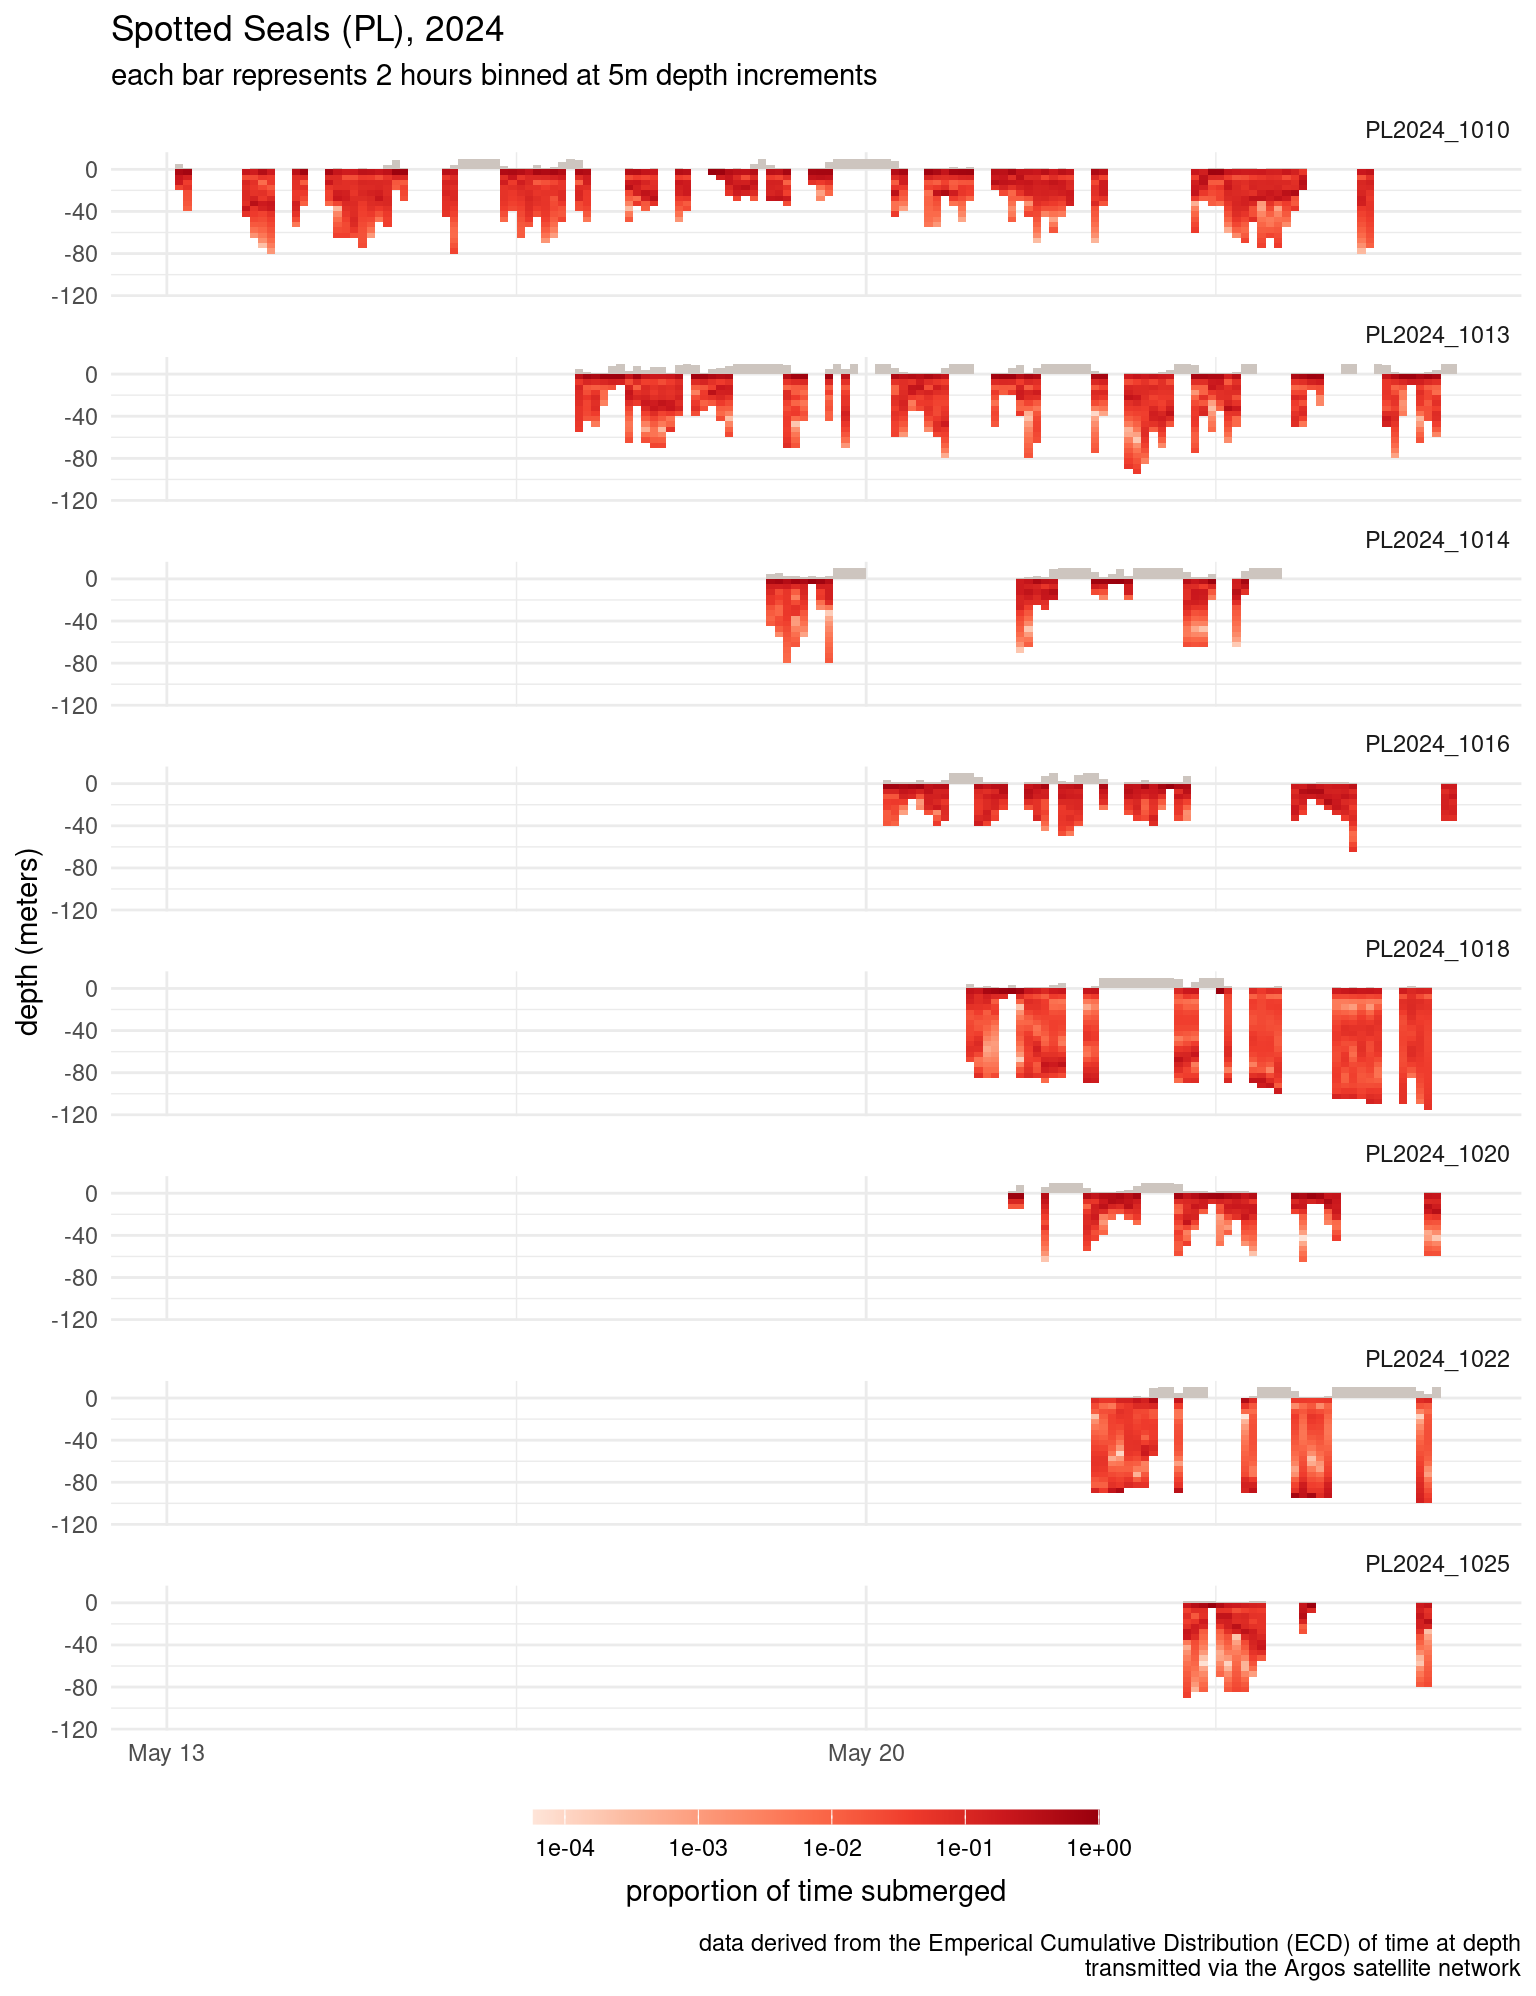 Spotted Seals (PL), 2024
each bar represents 2 hours binned at 5m depth increments
PL2024_1010
0
-40
-80
-120
PL2024_1013
0
-40
-80
-120
PL2024_1014
0
-40
-80
-120
PL2024_1016
0
-40
-80
-120
depth (meters)
PL2024_1018
0
-40
-80
-120
PL2024_1020
0
-40
-80
-120
PL2024_1022
0
-40
-80
-120
PL2024_1025
0
-40
-80
-120
May 13 May 20
1e-04 1e-03 1e-02 1e-01 1e+00
proportion of time submerged
data derived from the Emperical Cumulative Distribution (ECD) of time at depth
transmitted via the Argos satellite network